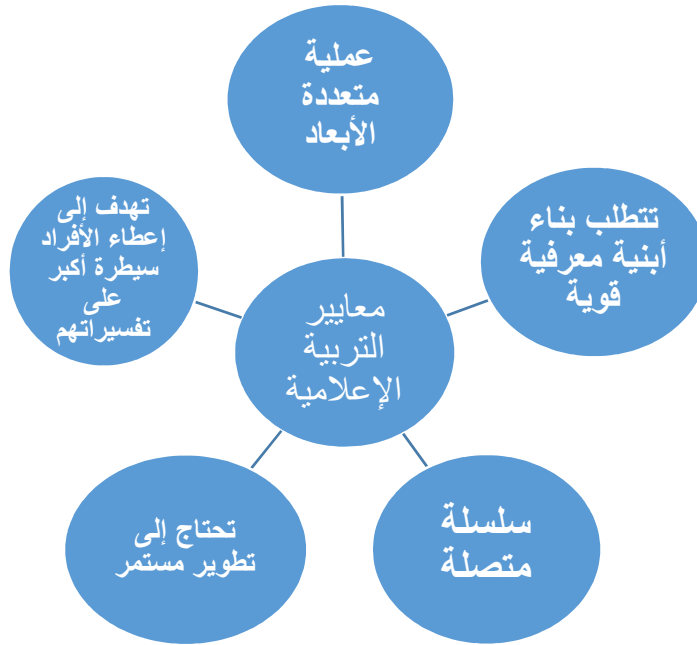 عملية
متعددة
الأبعاد
تتطلب بناء
أبنية معرفية
قوية
تهدف إلى
إعطاء الأفراد
سيطرة أكبر
على
تفسيراتهم
معايير
التربية
الإعلامية
سلسلة
متصلة
تحتاج إلى
تطوير مستمر